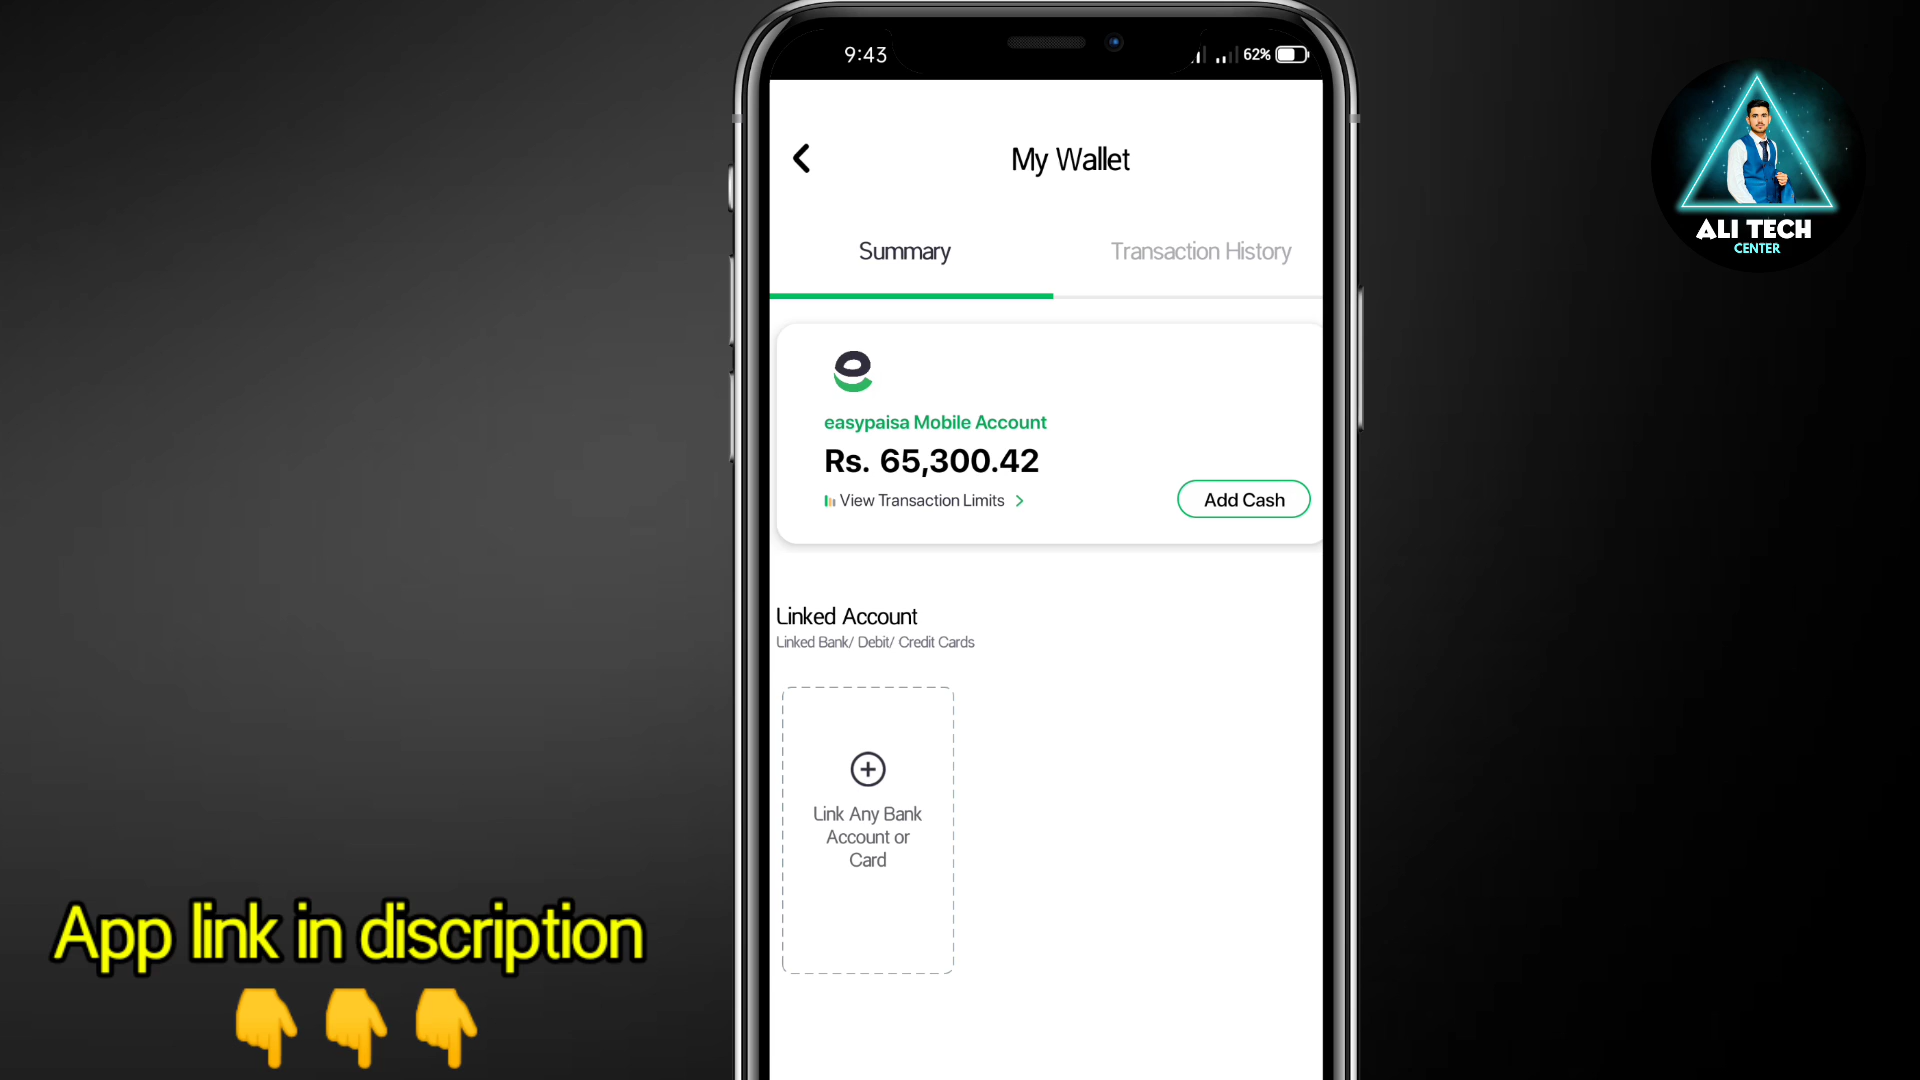 9:43
62%
My Wallet
Summary
Transaction History
easypaisa Mobile Account
Rs. 65,300.42
View Transaction Limits
Add Cash
Linked Account
Linked Bank/ Debit/ Credit Cards
Link Any Bank
Account or
Card
ALI TECH
CENTER
App link in discription